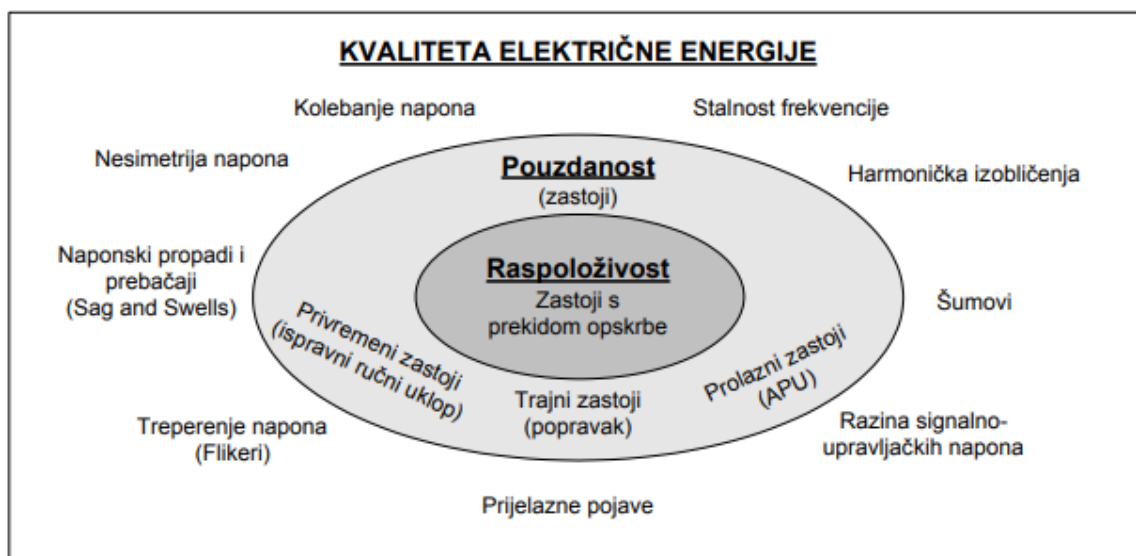 KVALITETA ELEKTRIČNE ENERGIJE
Kolebanje napona
Stalnost frekvencije
Nesimetrija napona
Pouzdanost
(zastoji)
Harmonička izobličenja
Naponski propadi i
prebačaji
(Sag and Swells)
Raspoloživost
Zastoji s
prekidom opskrbe
Šumovi
Privremeni zastoji
(ispravni ručni uklop)
Trajni zastoji
(popravak)
Prolazni zastoji
(APU)
Treperenje napona
(Flikeri)
Razina signalno-
upravljačkih napona
Prijelazne pojave